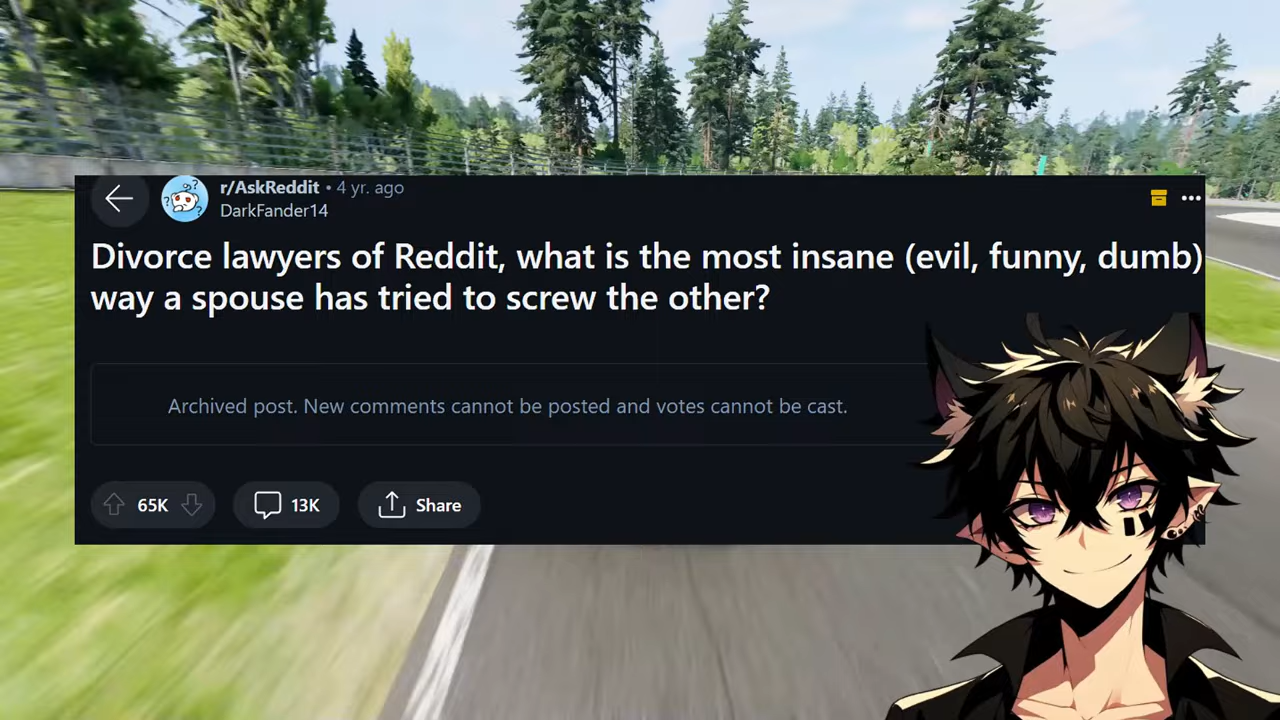 r/AskReddit • 4 yr. ago
DarkFander14
Divorce lawyers of Reddit, what is the most insane (evil, funny, dumb)
way a spouse has tried to screw the other?
Archived post. New comments cannot be posted and votes cannot be cast.
65K 13K Share